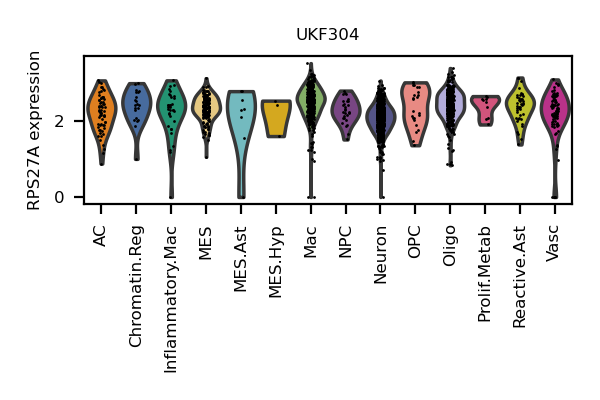 UKF304
RPS27A expression
2
0
AC
Chromatin.Reg
Inflammatory.Mac
MES
MES.Ast
MES.Hyp
Mac
NPC
Neuron
OPC
Oligo
Prolif.Metab
Reactive.Ast
Vasc